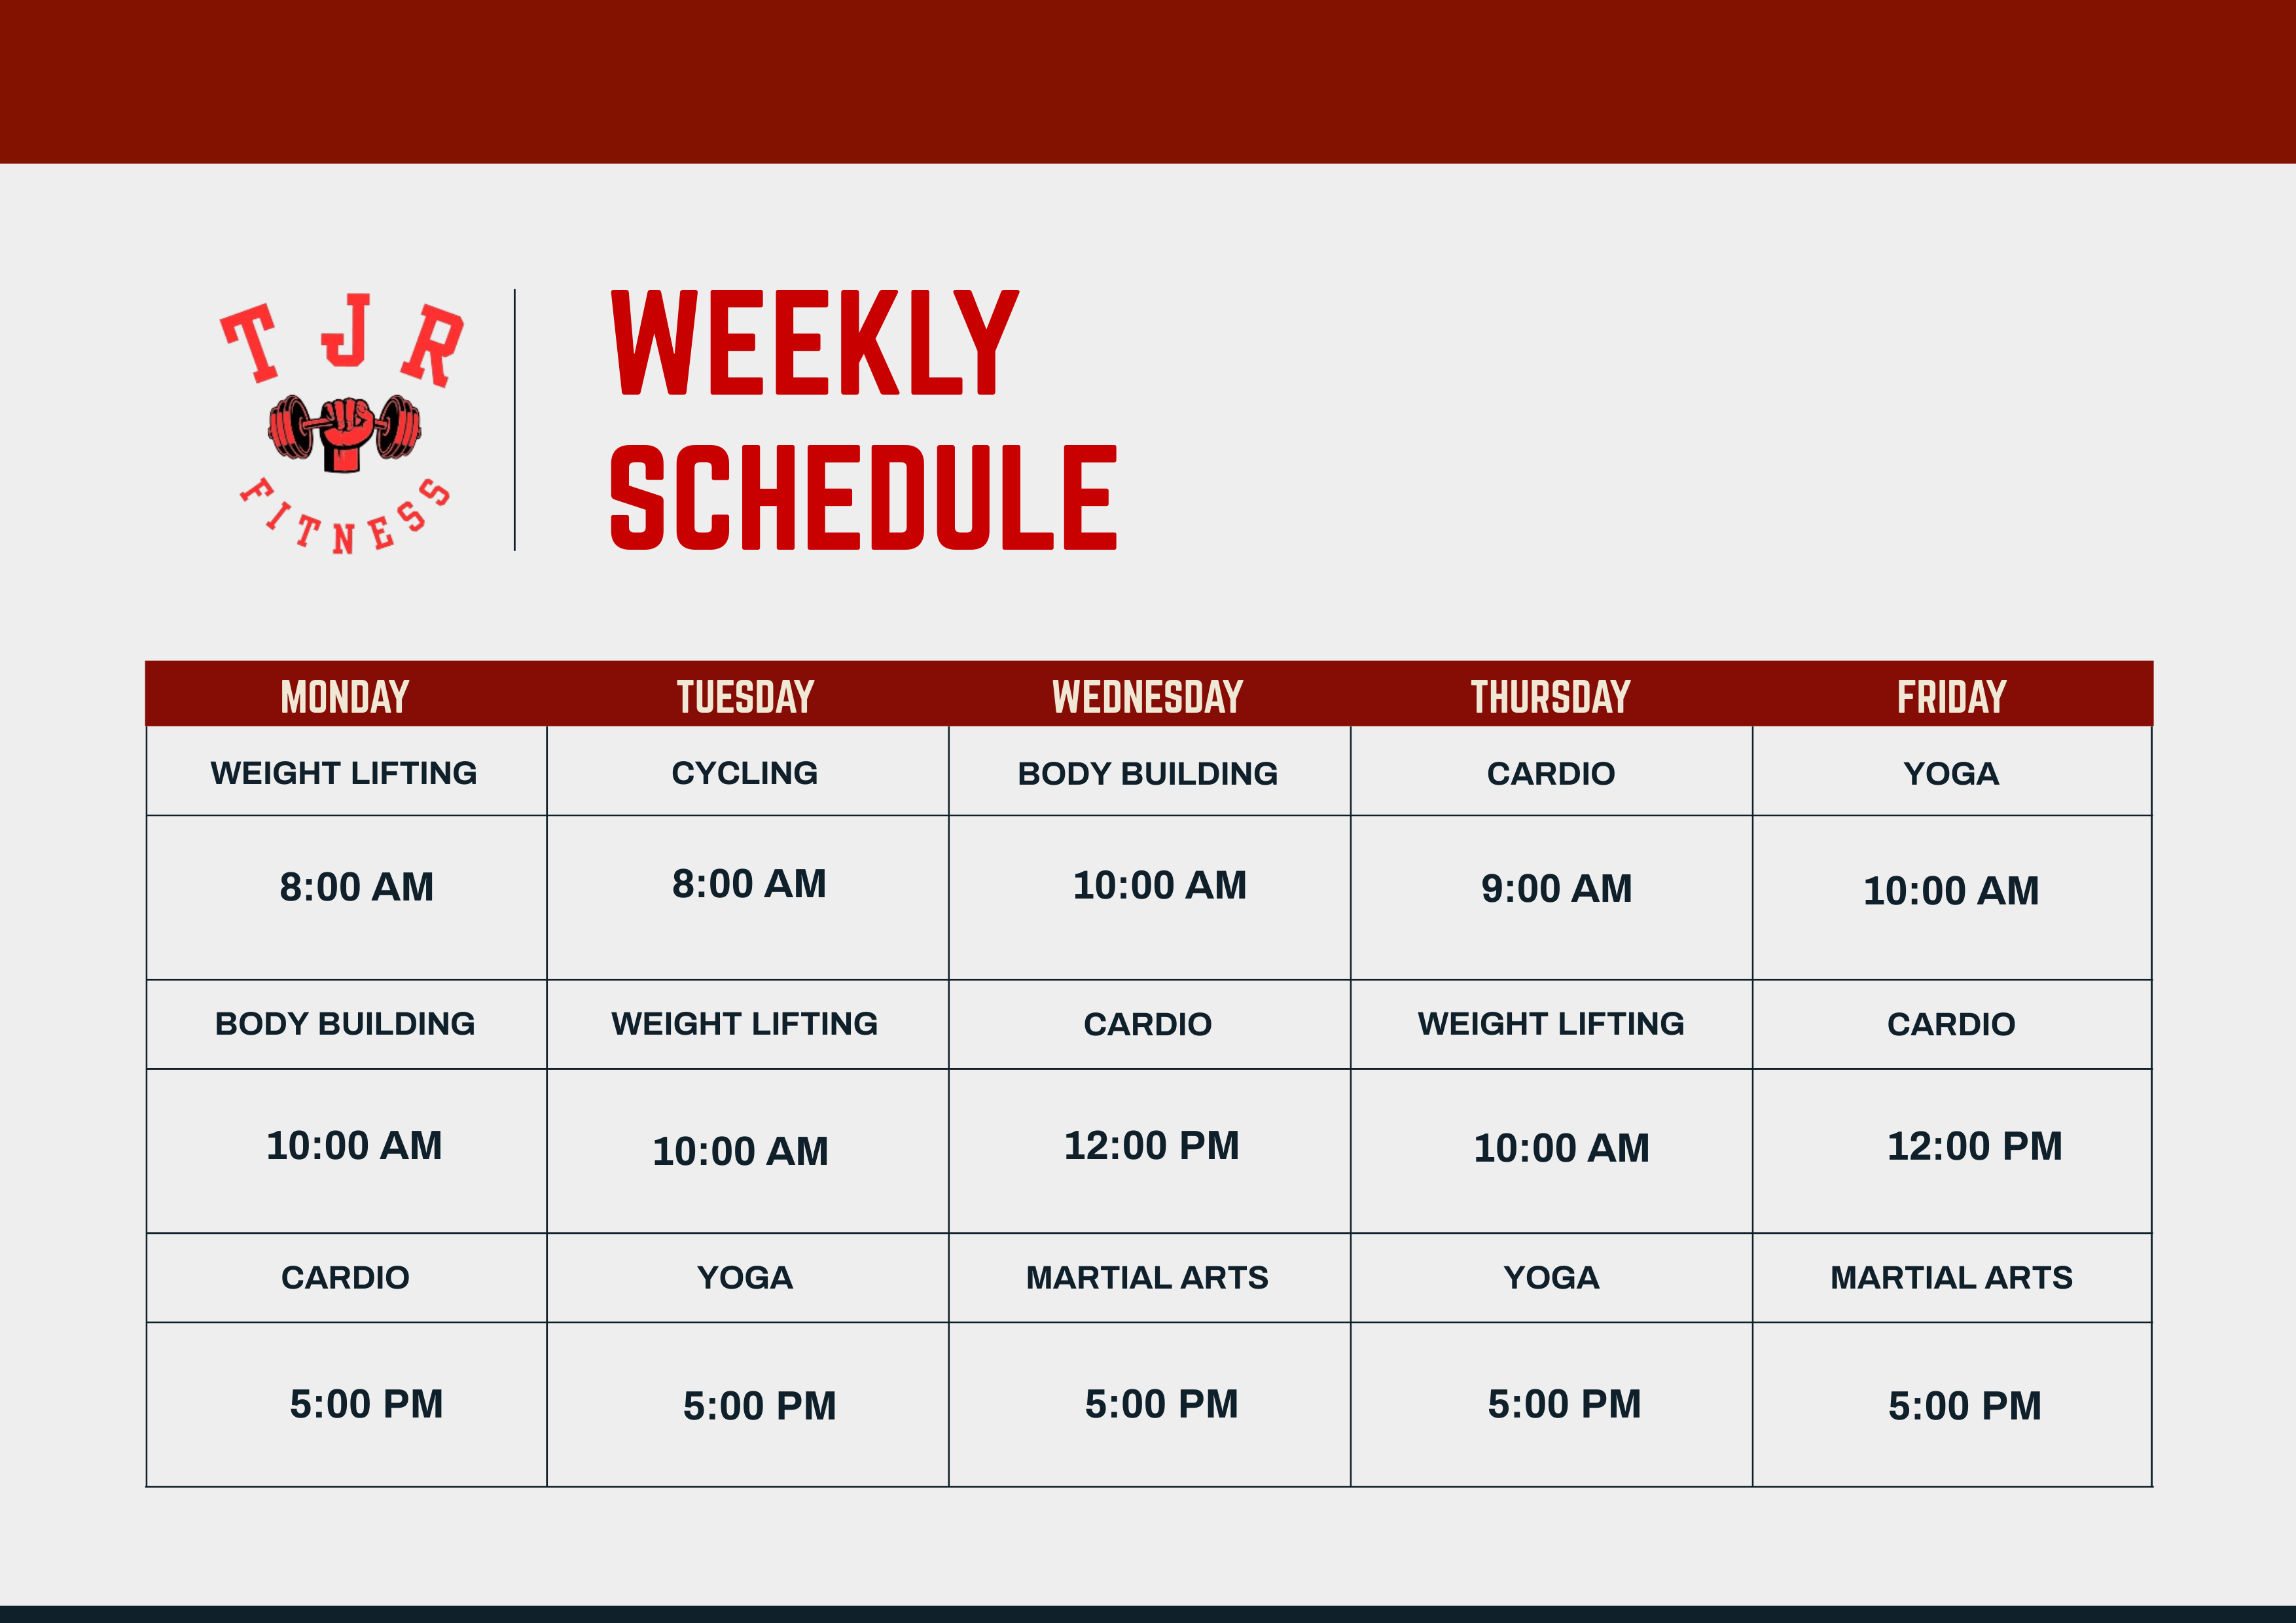 TJR
FITNESS
WEEKLY
SCHEDULE
MONDAY TUESDAY WEDNESDAY THURSDAY FRIDAY
WEIGHT LIFTING CYCLING BODY BUILDING CARDIO YOGA
8:00 AM 8:00 AM 10:00 AM 9:00 AM 10:00 AM
BODY BUILDING WEIGHT LIFTING CARDIO WEIGHT LIFTING CARDIO
10:00 AM 10:00 AM 12:00 PM 10:00 AM 12:00 PM
CARDIO YOGA MARTIAL ARTS YOGA MARTIAL ARTS
5:00 PM 5:00 PM 5:00 PM 5:00 PM 5:00 PM